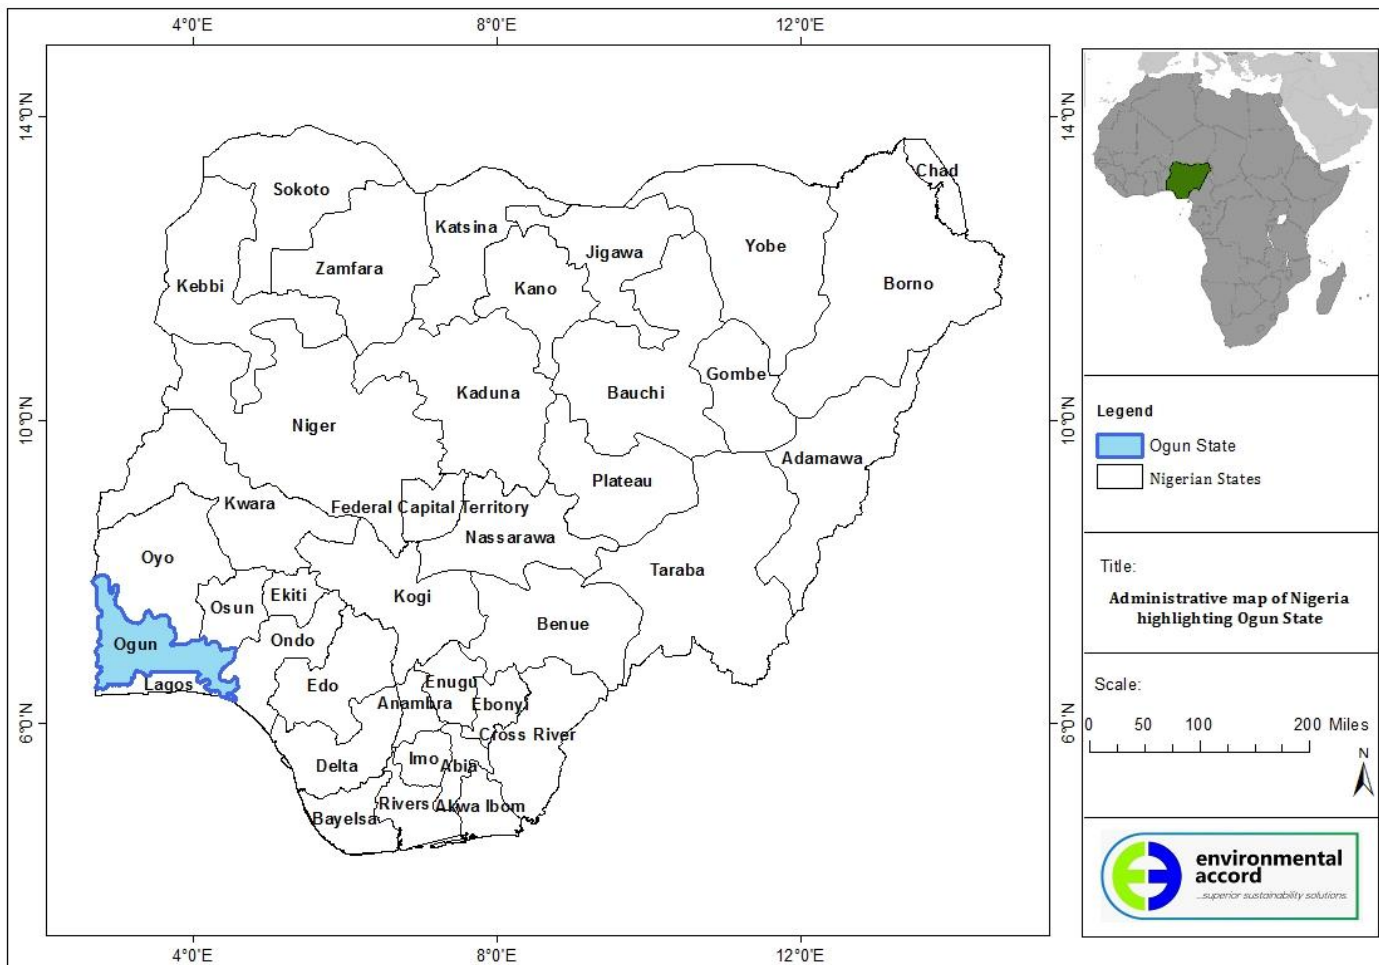 4°0'E 8°0'E 12°0'E
14°0'N 14°0'N
Chad
Sokoto
Katsina
Yobe
Jigawa
Zamfara
Kebbi
Kano
Borno
Gombe
Kaduna
Bauchi
10°0'N 10°0'N
Niger
Adamawa
Plateau
Kwara
Federal Capital Territory
Nassarawa
Oyo
Taraba
Ekiti
Kogi
Osun
Benue
Ondo
Ogun
Lagos
Edo
Enugu
Anambra
Ebonyi
6°0'N 6°0'N
Cross River
Imo
Abia
Delta
Rivers
Akwa Ibom
Bayelsa
4°0'E 8°0'E 12°0'E
Legend
Ogun State
Nigerian States
Title:
Administrative map of Nigeria
highlighting Ogun State
Scale:
0 50 100 200 Miles
N
environmental
accord
...superior sustainability solutions.